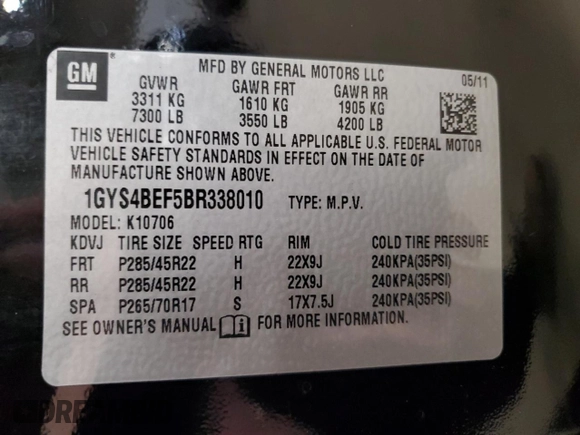 GM
MFD BY GENERAL MOTORS LLC
05/11
GVWR GAWR FRT GAWR RR
3311 KG 1610 KG 1905 KG
7300 LB 3550 LB 4200 LB
THIS VEHICLE CONFORMS TO ALL APPLICABLE U.S. FEDERAL MOTOR
VEHICLE SAFETY STANDARDS IN EFFECT ON THE DATE OF
MANUFACTURE SHOWN ABOVE.
1GYS4BEF5BR338010 TYPE: M.P.V.
MODEL: K10706
KDVJ TIRE SIZE SPEED RTG RIM COLD TIRE PRESSURE
FRT P285/45R22 H 22X9J 240KPA(35PSI)
RR P285/45R22 H 22X9J 240KPA(35PSI)
SPA P265/70R17 S 17X7.5J 240KPA(35PSI)
SEE OWNER'S MANUAL FOR MORE INFORMATION.